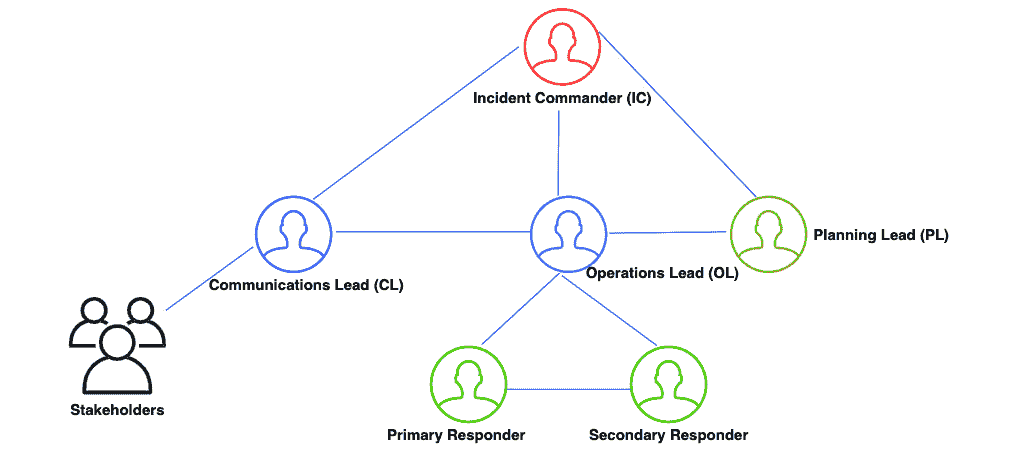 Incident Commander (IC)
Planning Lead (PL)
Operations Lead (OL)
Communications Lead (CL)
Stakeholders
Primary Responder
Secondary Responder